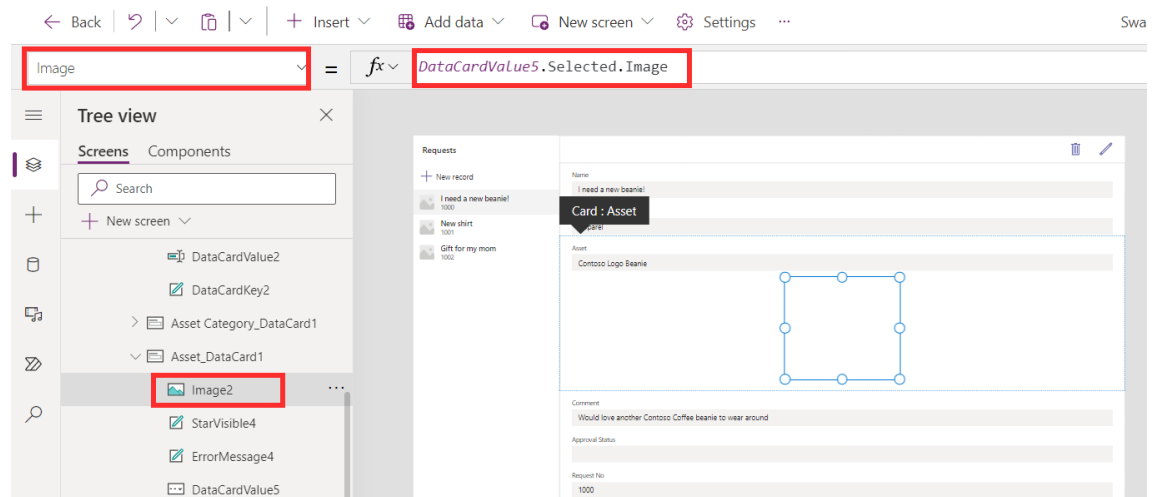 Back
Insert
Add data
New screen
Settings
...
Swa
Image
=
fx
DataCardValue5.Selected.Image
Tree view
Screens
Components
Search
New screen
DataCardValue2
DataCardKey2
Asset Category_DataCard1
Asset_DataCard1
Image2
...
StarVisible4
ErrorMessage4
DataCardValue5
Requests
New record
I need a new beanie!
1000
New shirt
1001
Gift for my mom
1002
Name
I need a new beanie!
Card : Asset
Asset
Contoso Logo Beanie
Comment
Would love another Contoso Coffee beanie to wear around
Approval Status
Request No
1000